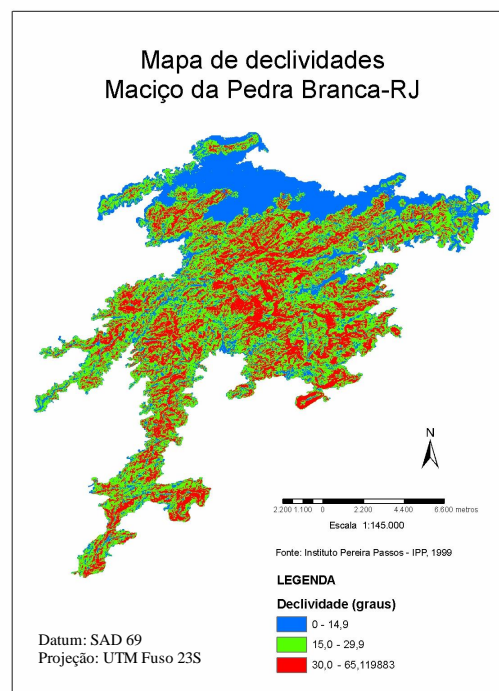 Mapa de declividades
Maciço da Pedra Branca-RJ
N
2.200 1.100 0 2.200 4.400 6.600 metros
Escala 1:145.000
Fonte: Instituto Pereira Passos - IPP, 1999
LEGENDA
Declividade (graus)
0 - 14,9
15,0 - 29,9
30,0 - 65,119883
Datum: SAD 69
Projeção: UTM Fuso 23S